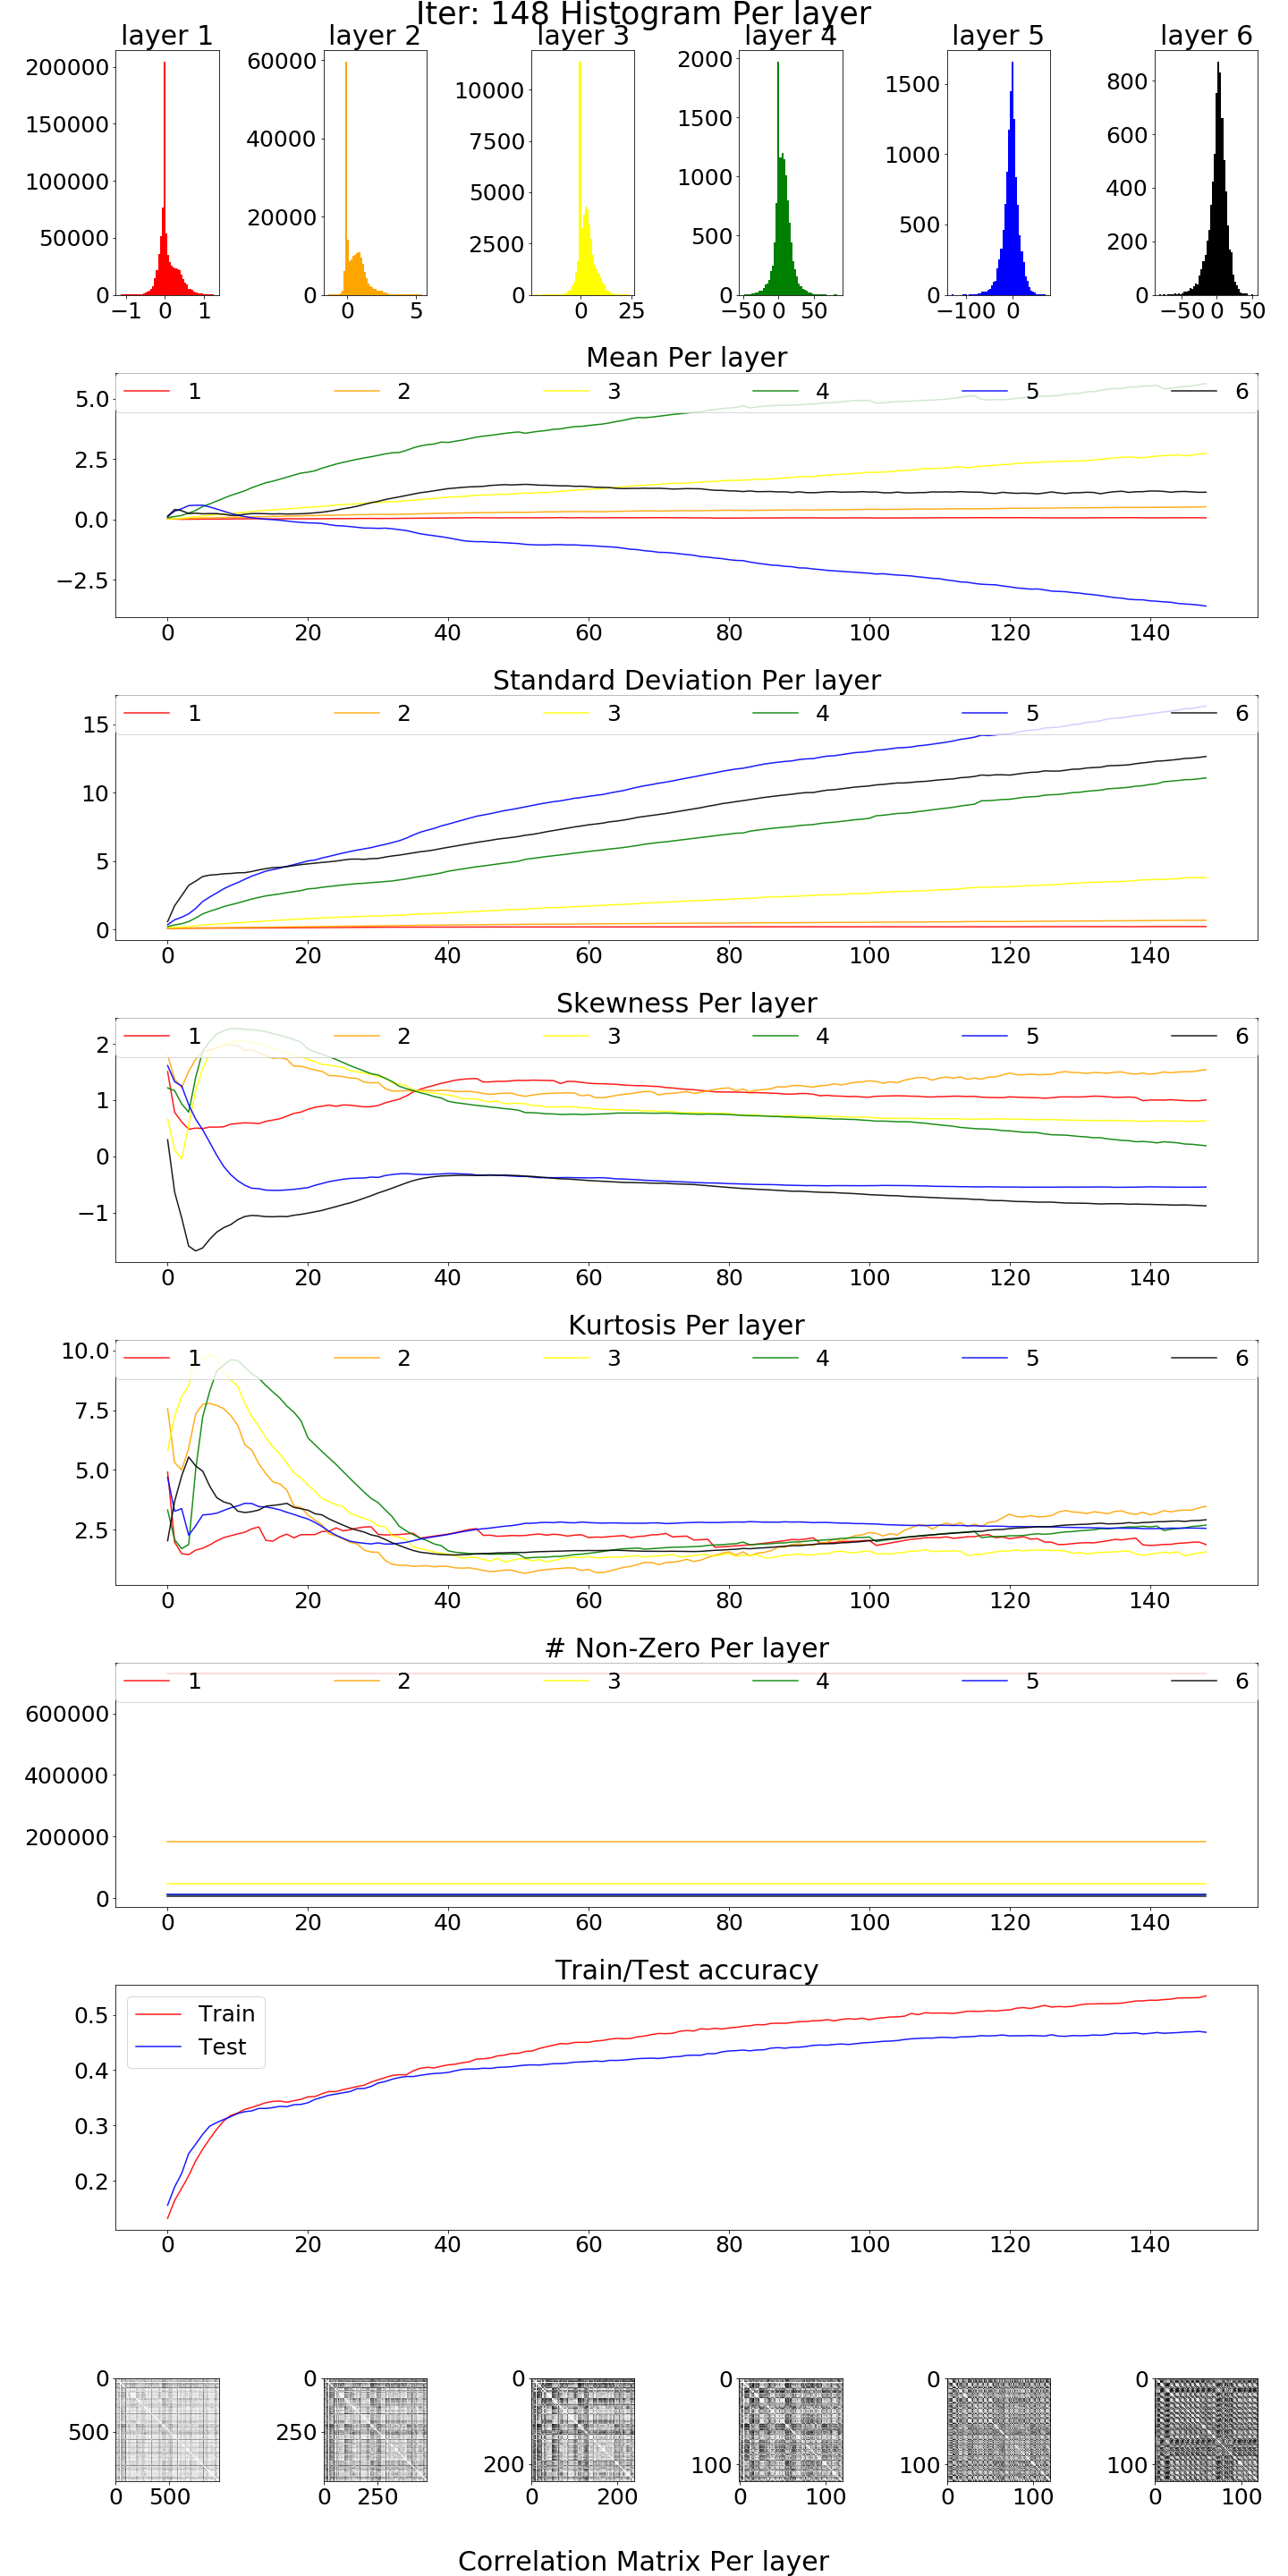 Iter: 148 Histogram Per layer
layer 1 layer 2 layer 3 layer 4 layer 5 layer 6
200000
150000
100000
50000
0
−1 0 1
60000
40000
20000
0
0 5
10000
7500
5000
2500
0
0 25
2000
1500
1000
500
0
−50 0 50
1500
1000
500
0
−100 0
800
600
400
200
0
−50 0 50
Mean Per layer
1 2 3 4 5 6
5.0
2.5
0.0
−2.5
0 20 40 60 80 100 120 140
Standard Deviation Per layer
1 2 3 4 5 6
15
10
5
0
0 20 40 60 80 100 120 140
Skewness Per layer
1 2 3 4 5 6
2
1
0
−1
0 20 40 60 80 100 120 140
Kurtosis Per layer
1 2 3 4 5 6
10.0
7.5
5.0
2.5
0 20 40 60 80 100 120 140
# Non-Zero Per layer
1 2 3 4 5 6
600000
400000
200000
0
0 20 40 60 80 100 120 140
Train/Test accuracy
Train
Test
0.5
0.4
0.3
0.2
0 20 40 60 80 100 120 140
0
500
0 500
0
250
0 250
0
200
0 200
0
100
0 100
0
100
0 100
0
100
0 100
Correlation Matrix Per layer